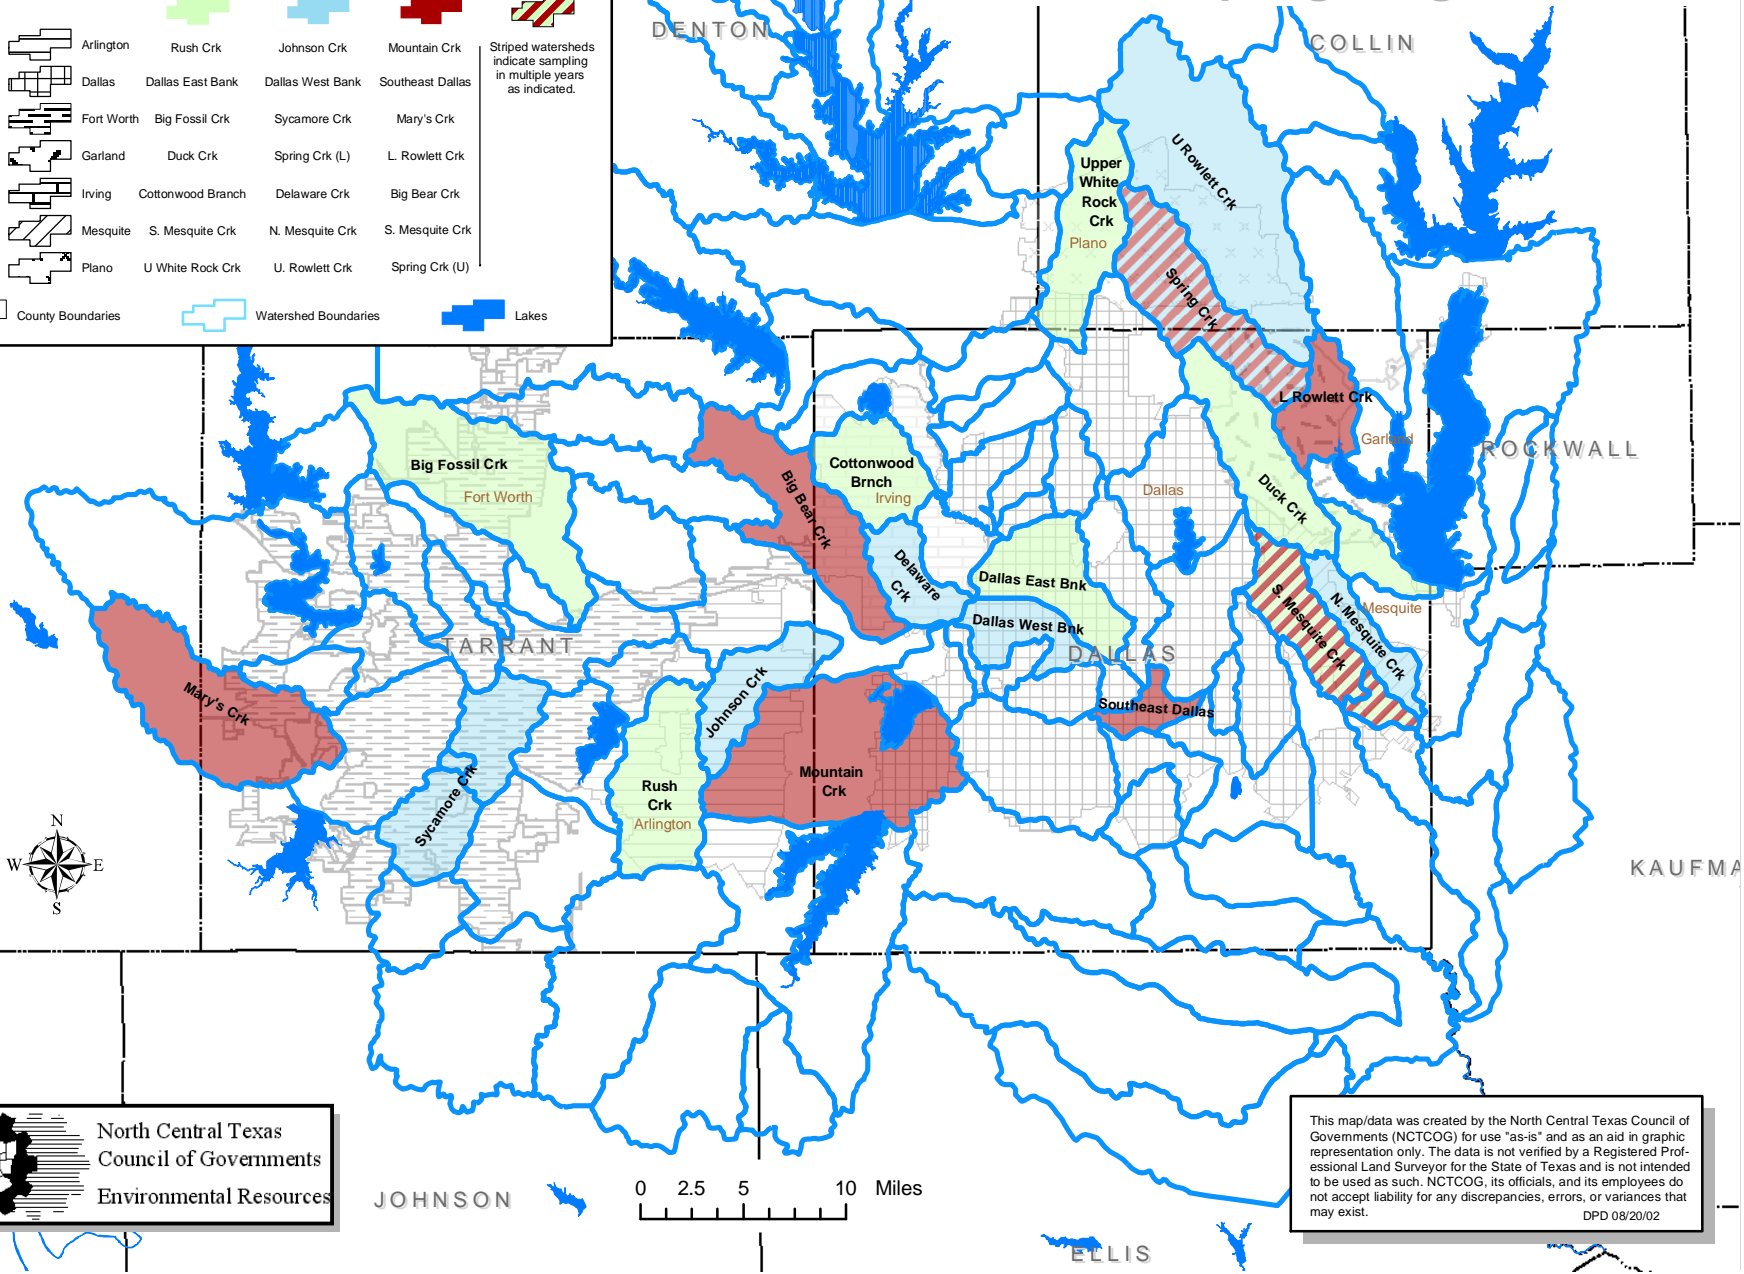 Arlington Rush Crk Johnson Crk Mountain Crk
Dallas Dallas East Bank Dallas West Bank Southeast Dallas
Fort Worth Big Fossil Crk Sycamore Crk Mary's Crk
Garland Duck Crk Spring Crk (L) L. Rowlett Crk
Irving Cottonwood Branch Delaware Crk Big Bear Crk
Mesquite S. Mesquite Crk N. Mesquite Crk S. Mesquite Crk
Plano U White Rock Crk U. Rowlett Crk Spring Crk (U)
Striped watersheds
indicate sampling
in multiple years
as indicated.
County Boundaries Watershed Boundaries Lakes
DENTON
COLLIN
Upper
White
Rock
Crk
Plano
U Rowlett Crk
Spring Crk
L Rowlett Crk
Garland
ROCKWALL
Big Fossil Crk
Fort Worth
Big Bear Crk
Cottonwood
Brnch
Irving
Dallas
Duck Crk
Delaware
Crk
Dallas East Bnk
Dallas West Bnk
DALLAS
S. Mesquite Crk
N. Mesquite Crk
Mesquite
TARRANT
Mary's Crk
Johnson Crk
Southeast Dallas
Sycamore Crk
Rush
Crk
Arlington
Mountain
Crk
KAUFMA
N
W E
S
North Central Texas
Council of Governments
Environmental Resources
JOHNSON
0 2.5 5 10 Miles
ELLIS
This map/data was created by the North Central Texas Council of
Governments (NCTCOG) for use "as-is" and as an aid in graphic
representation only. The data is not verified by a Registered Prof-
essional Land Surveyor for the State of Texas and is not intended
to be used as such. NCTCOG, its officials, and its employees do
not accept liability for any discrepancies, errors, or variances that
may exist.
DPD 08/20/02